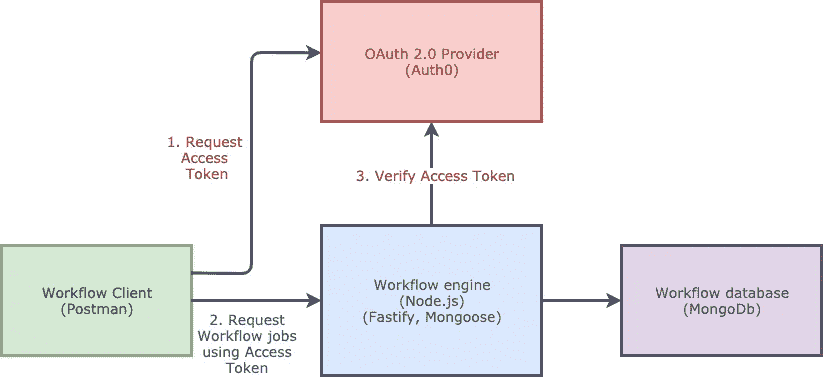 OAuth 2.0 Provider
(Auth0)
1. Request
Access
Token
3. Verify Access Token
Workflow Client
(Postman)
2. Request
Workflow jobs
using Access
Token
Workflow engine
(Node.js)
(Fastify, Mongoose)
Workflow database
(MongoDb)